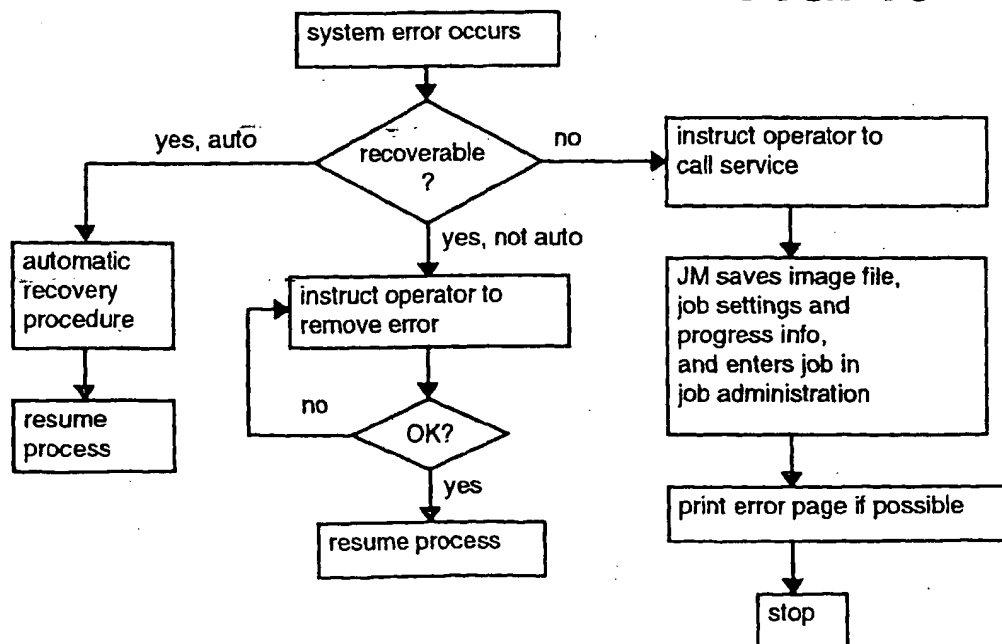 system error occurs
yes, auto
recoverable
?
no
instruct operator to
call service
yes, not auto
automatic
recovery
procedure
instruct operator to
remove error
JM saves image file,
job settings and
progress info,
and enters job in
job administration
resume
process
no
OK?
yes
resume process
print error page if possible
stop